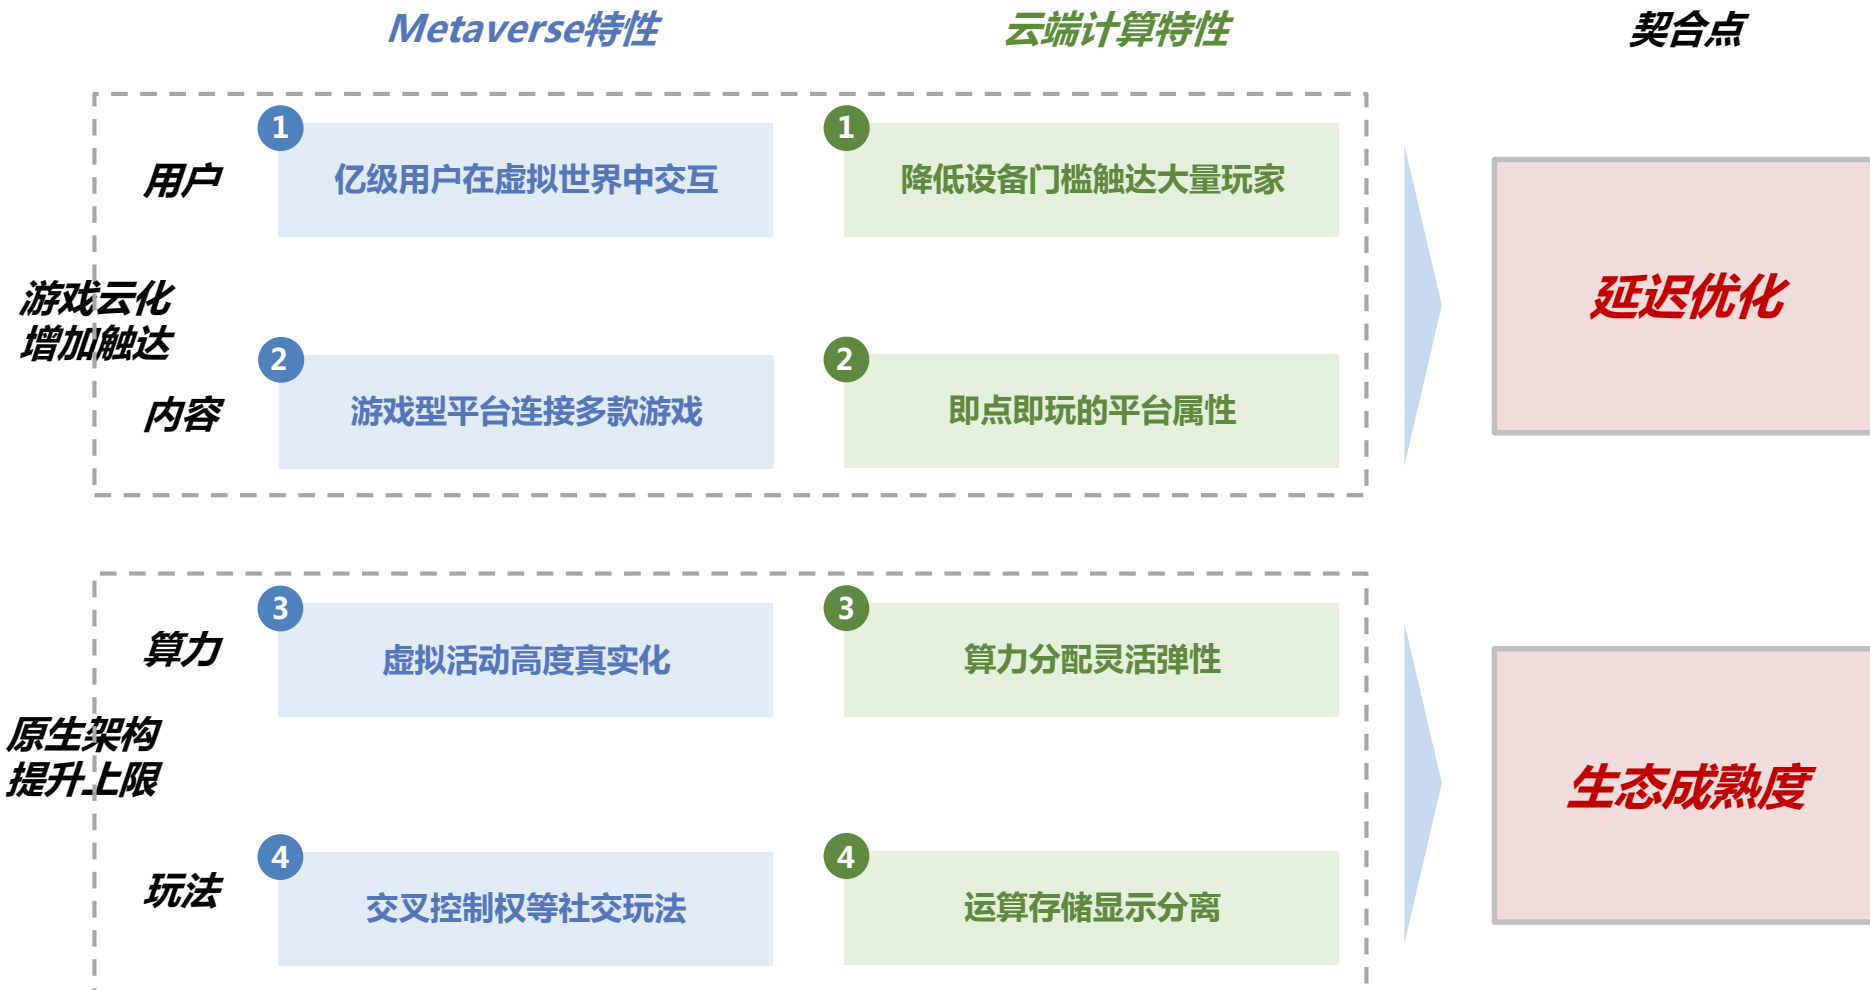 Metaverse特性
云端计算特性
契合点
1
1
用户
亿级用户在虚拟世界中交互
降低设备门槛触达大量玩家
游戏云化
增加触达
延迟优化
2
2
内容
游戏型平台连接多款游戏
即点即玩的平台属性
3
3
算力
虚拟活动高度真实化
算力分配灵活弹性
原生架构
提升上限
生态成熟度
4
4
玩法
交叉控制权等社交玩法
运算存储显示分离